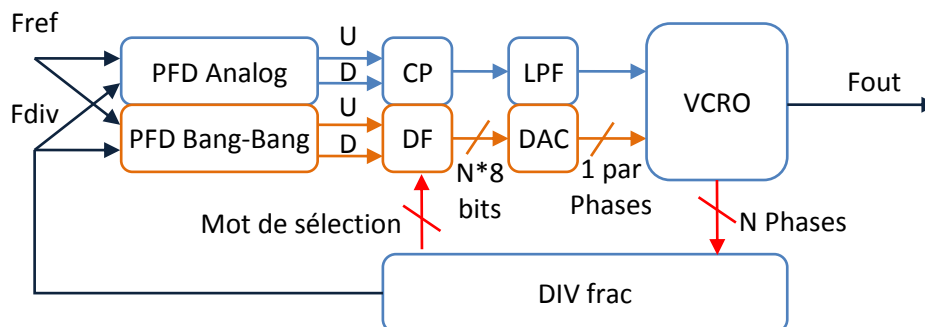 Fref
U
PFD Analog
D
CP
LPF
VCRO
Fout
Fdiv
U
PFD Bang-Bang
D
DF
DAC
N*8
bits
1 par
Phases
Mot de sélection
N Phases
DIV frac